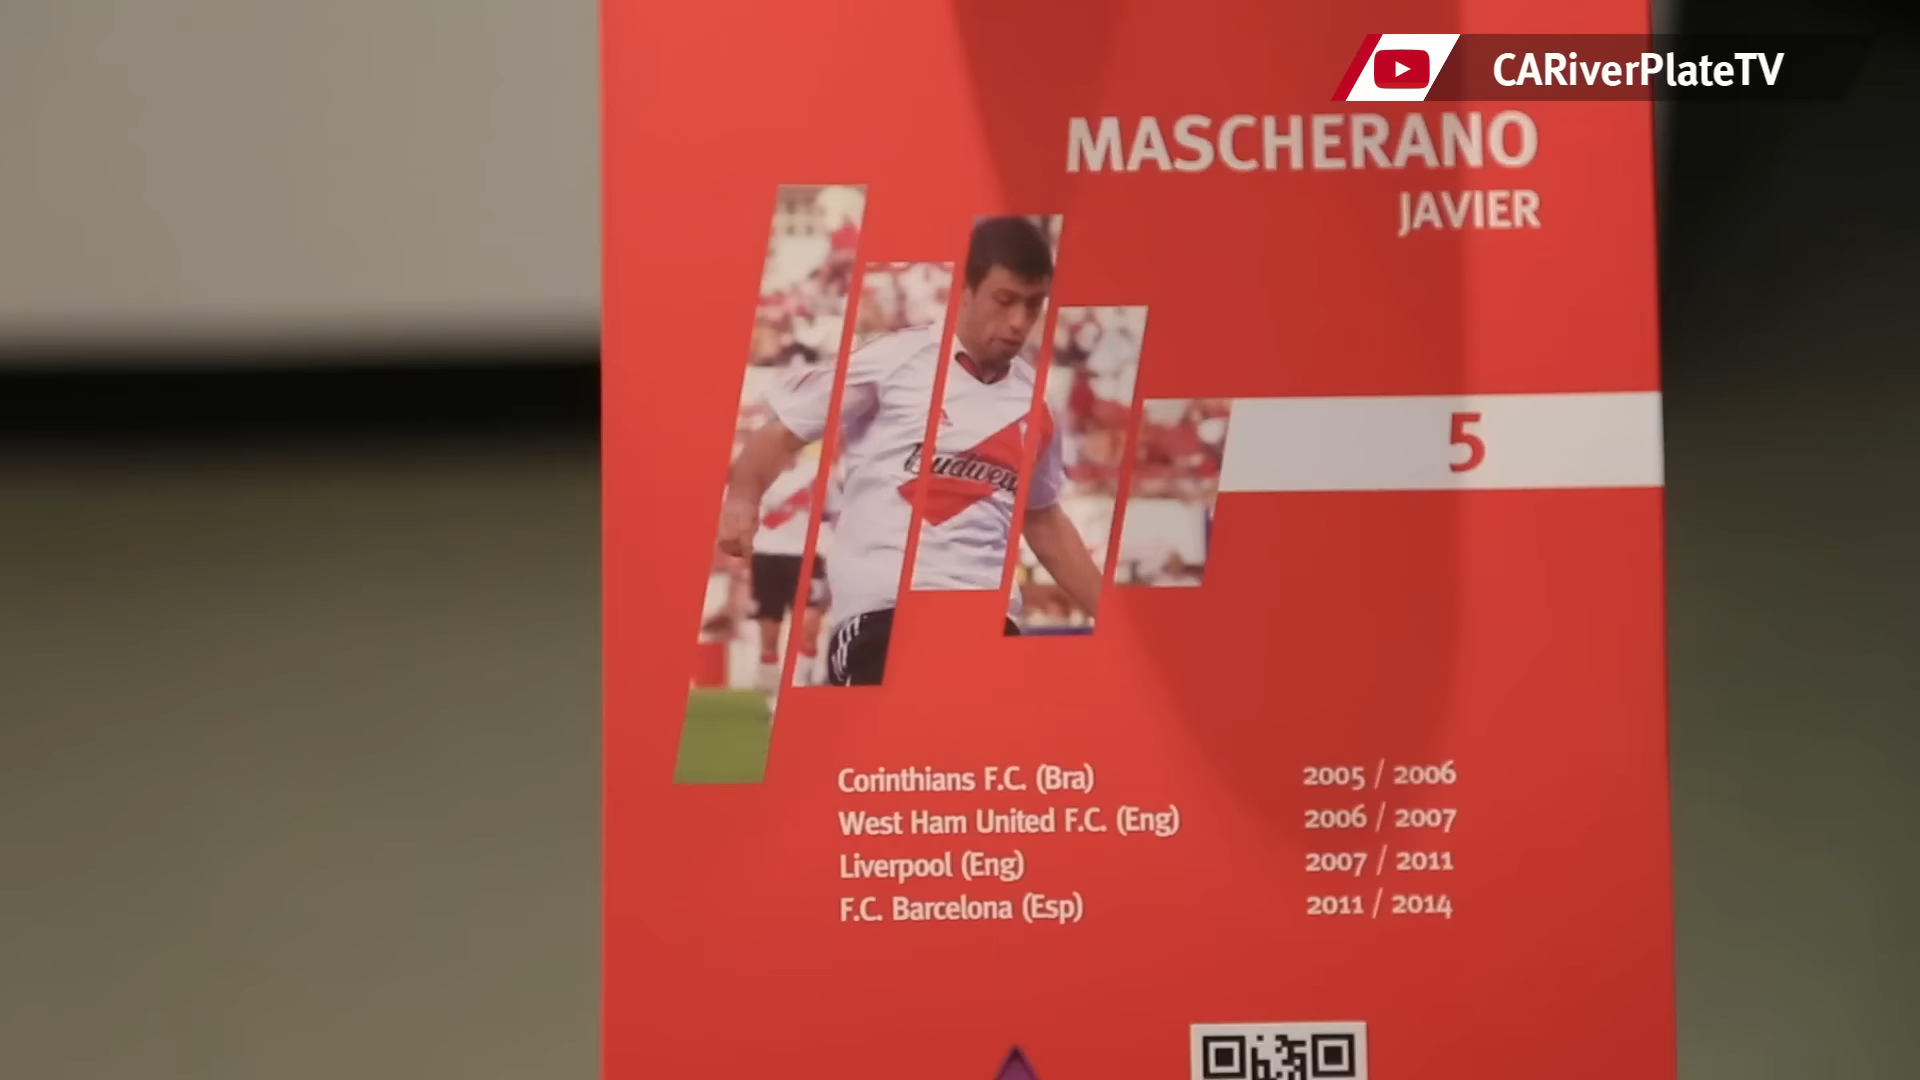 CARiverPlateTV
MASCHERANO
JAVIER
5
Corinthians F.C. (Bra) 2005 / 2006
West Ham United F.C. (Eng) 2006 / 2007
Liverpool (Eng) 2007 / 2011
F.C. Barcelona (Esp) 2011 / 2014